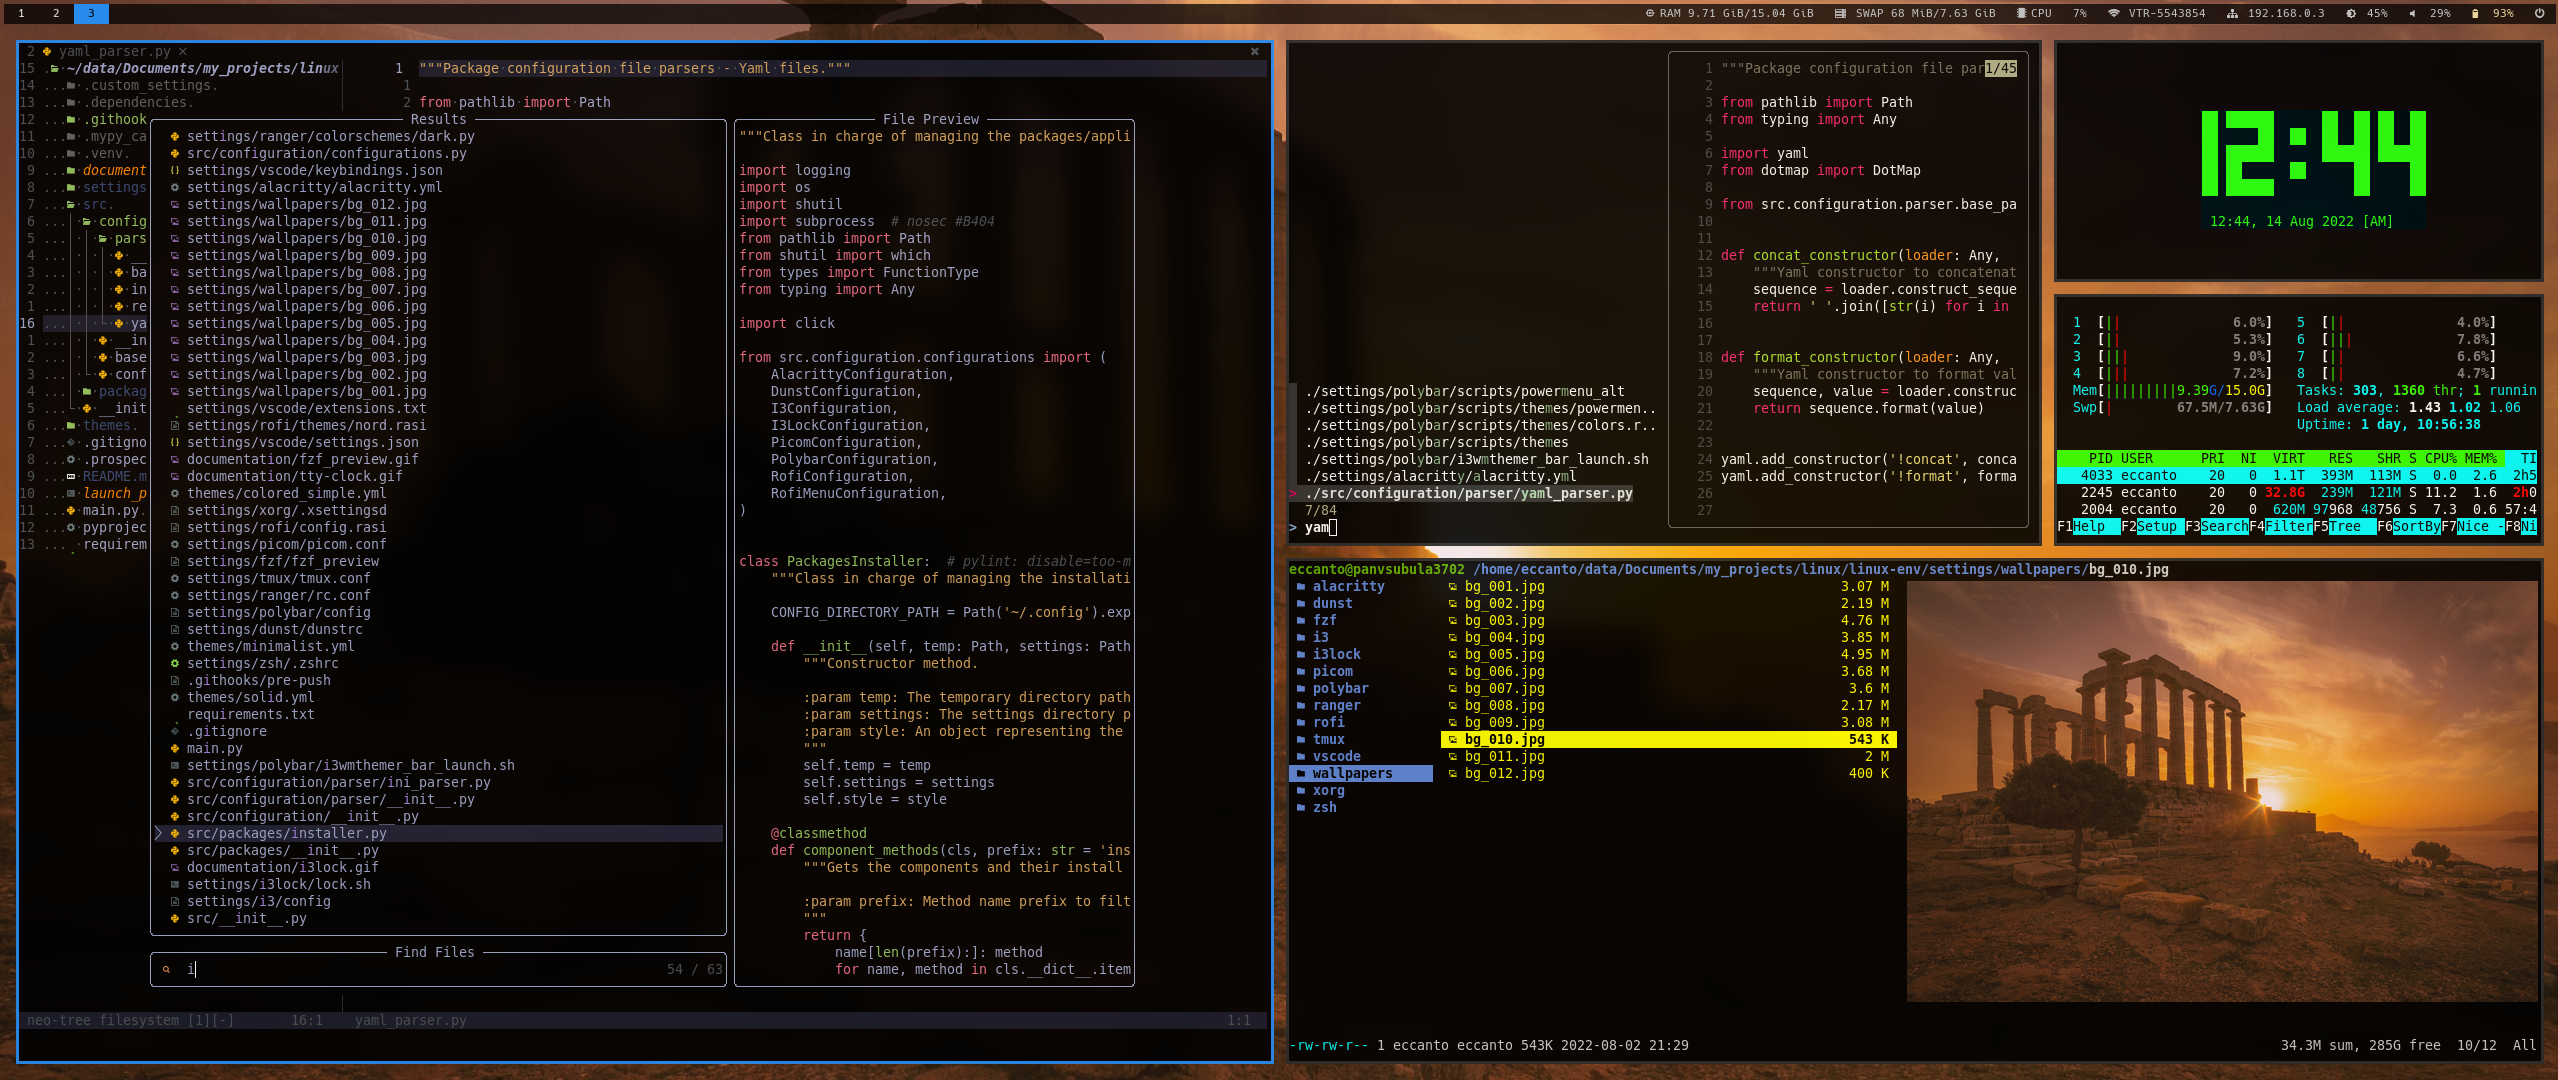 1 2 3 RAM 9.71 GiB/15.04 GiB SWAP 68 MiB/7.63 GiB CPU 7% VTR-5543854 192.168.0.3 45% 29% 93%
2 yaml_parser.py ×
15 ~/data/Documents/my_projects/linux
14 ... .custom_settings.
13 ... .dependencies.
12 ... .githook
11 ... .mypy_ca
10 ... .venv.
9 ... document
8 ... settings
7 ... src.
6 ... config
5 ... pars
4 ... __
3 ... ba
2 ... in
1 ... re
16 ... ya
1 ... __in
2 ... base
3 ... conf
4 ... packag
5 ... __init
6 ... themes.
7 ... .gitigno
8 ... .prospec
9 ... README.m
10 ... launch_p
11 ... main.py.
12 ... pyprojec
13 ... requirem
1 """Package·configuration·file·parsers·-·Yaml·files."""
1
2 from·pathlib·import·Path
Results
settings/ranger/colorschemes/dark.py
src/configuration/configurations.py
settings/vscode/keybindings.json
settings/alacritty/alacritty.yml
settings/wallpapers/bg_012.jpg
settings/wallpapers/bg_011.jpg
settings/wallpapers/bg_010.jpg
settings/wallpapers/bg_009.jpg
settings/wallpapers/bg_008.jpg
settings/wallpapers/bg_007.jpg
settings/wallpapers/bg_006.jpg
settings/wallpapers/bg_005.jpg
settings/wallpapers/bg_004.jpg
settings/wallpapers/bg_003.jpg
settings/wallpapers/bg_002.jpg
settings/wallpapers/bg_001.jpg
settings/vscode/extensions.txt
settings/rofi/themes/nord.rasi
settings/vscode/settings.json
documentation/fzf_preview.gif
documentation/tty-clock.gif
themes/colored_simple.yml
settings/xorg/.xsettingsd
settings/rofi/config.rasi
settings/picom/picom.conf
settings/fzf/fzf_preview
settings/tmux/tmux.conf
settings/ranger/rc.conf
settings/polybar/config
settings/dunst/dunstrc
themes/minimalist.yml
settings/zsh/.zshrc
.githooks/pre-push
themes/solid.yml
requirements.txt
.gitignore
main.py
settings/polybar/i3wmthemer_bar_launch.sh
src/configuration/parser/ini_parser.py
src/configuration/parser/__init__.py
src/configuration/__init__.py
> src/packages/installer.py
src/packages/__init__.py
documentation/i3lock.gif
settings/i3lock/lock.sh
settings/i3/config
src/__init__.py
Find Files
i 54 / 63
File Preview
"""Class in charge of managing the packages/appli
import logging
import os
import shutil
import subprocess # nosec #B404
from pathlib import Path
from shutil import which
from types import FunctionType
from typing import Any
import click
from src.configuration.configurations import (
AlacrittyConfiguration,
DunstConfiguration,
I3Configuration,
I3LockConfiguration,
PicomConfiguration,
PolybarConfiguration,
RofiConfiguration,
RofiMenuConfiguration,
)
class PackagesInstaller: # pylint: disable=too-m
"""Class in charge of managing the installati
CONFIG_DIRECTORY_PATH = Path('~/.config').exp
def __init__(self, temp: Path, settings: Path
"""Constructor method.
:param temp: The temporary directory path
:param settings: The settings directory p
:param style: An object representing the
"""
self.temp = temp
self.settings = settings
self.style = style
@classmethod
def component_methods(cls, prefix: str = 'ins
"""Gets the components and their install
:param prefix: Method name prefix to filt
"""
return {
name[len(prefix):]: method
for name, method in cls.__dict__.item
neo-tree filesystem [1][-] 16:1 yaml_parser.py 1:1
./settings/polybar/scripts/powermenu_alt
./settings/polybar/scripts/themes/powermen..
./settings/polybar/scripts/themes/colors.r..
./settings/polybar/scripts/themes
./settings/polybar/i3wmthemer_bar_launch.sh
./settings/alacritty/alacritty.yml
> ./src/configuration/parser/yaml_parser.py
7/84
> yam
1 """Package configuration file par 1/45
2
3 from pathlib import Path
4 from typing import Any
5
6 import yaml
7 from dotmap import DotMap
8
9 from src.configuration.parser.base_pa
10
11
12 def concat_constructor(loader: Any,
13 """Yaml constructor to concatenat
14 sequence = loader.construct_seque
15 return ' '.join([str(i) for i in
16
17
18 def format_constructor(loader: Any,
19 """Yaml constructor to format val
20 sequence, value = loader.construc
21 return sequence.format(value)
22
23
24 yaml.add_constructor('!concat', conca
25 yaml.add_constructor('!format', forma
26
27
12:44
12:44, 14 Aug 2022 [AM]
1 [|| 6.0%] 5 [|| 4.0%]
2 [|| 5.3%] 6 [||| 7.8%]
3 [||| 9.0%] 7 [|| 6.6%]
4 [||| 7.2%] 8 [|| 4.7%]
Mem[|||||||||9.39G/15.0G] Tasks: 303, 1360 thr; 1 runnin
Swp[| 67.5M/7.63G] Load average: 1.43 1.02 1.06
Uptime: 1 day, 10:56:38
PID USER PRI NI VIRT RES SHR S CPU% MEM% TI
4033 eccanto 20 0 1.1T 393M 113M S 0.0 2.6 2h5
2245 eccanto 20 0 32.8G 239M 121M S 11.2 1.6 2h0
2004 eccanto 20 0 620M 97968 48756 S 7.3 0.6 57:4
F1Help F2Setup F3SearchF4FilterF5Tree F6SortByF7Nice -F8Ni
eccanto@panvsubula3702 /home/eccanto/data/Documents/my_projects/linux/linux-env/settings/wallpapers/bg_010.jpg
alacritty bg_001.jpg 3.07 M
dunst bg_002.jpg 2.19 M
fzf bg_003.jpg 4.76 M
i3 bg_004.jpg 3.85 M
i3lock bg_005.jpg 4.95 M
picom bg_006.jpg 3.68 M
polybar bg_007.jpg 3.6 M
ranger bg_008.jpg 2.17 M
rofi bg_009.jpg 3.08 M
tmux bg_010.jpg 543 K
vscode bg_011.jpg 2 M
wallpapers bg_012.jpg 400 K
xorg
zsh
-rw-rw-r-- 1 eccanto eccanto 543K 2022-08-02 21:29 34.3M sum, 285G free 10/12 All